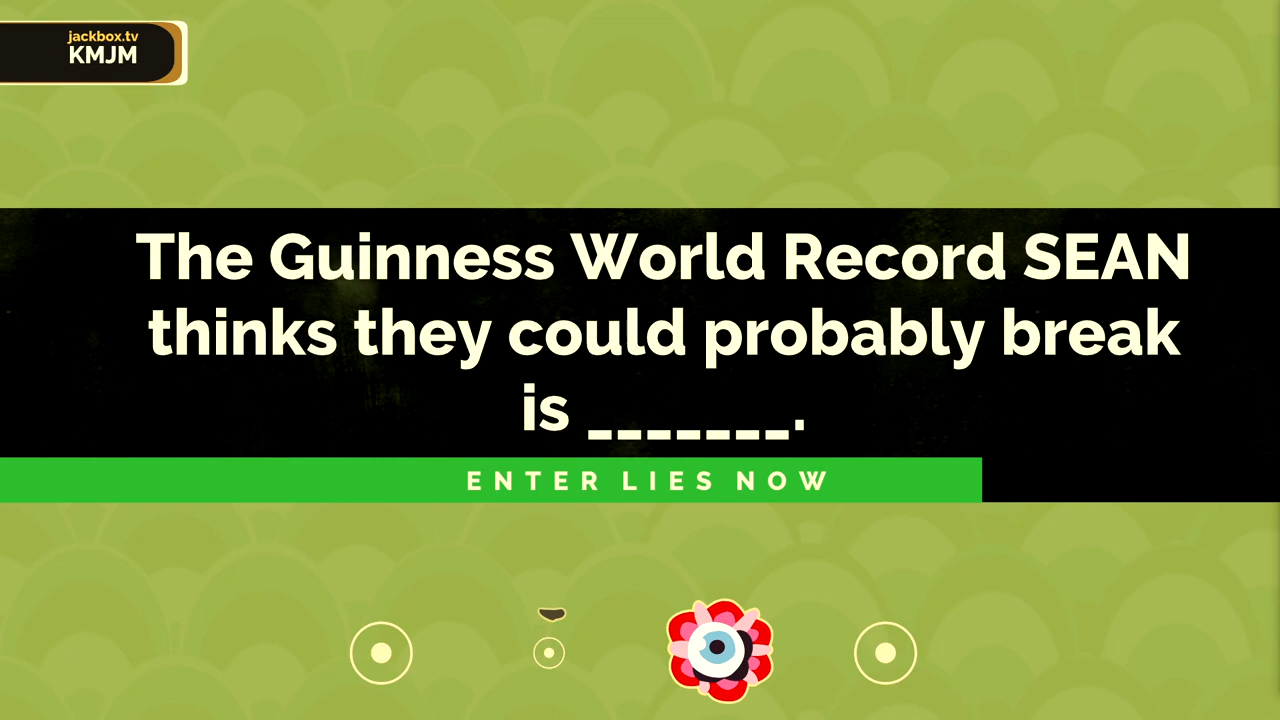 jackbox.tv
KMJM
The Guinness World Record SEAN
thinks they could probably break
is _______.
ENTER LIES NOW